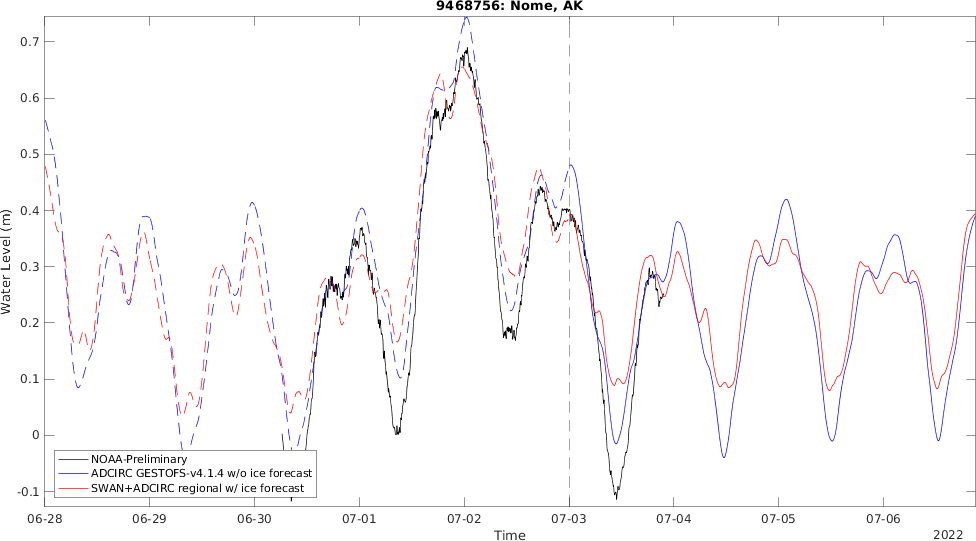 9468756: Nome, AK
Water Level (m)
0.7
0.6
0.5
0.4
0.3
0.2
0.1
0
-0.1
NOAA-Preliminary
ADCIRC GESTOFS-v4.1.4 w/o ice forecast
SWAN+ADCIRC regional w/ ice forecast
06-28 06-29 06-30 07-01 07-02 07-03 07-04 07-05 07-06
Time
2022